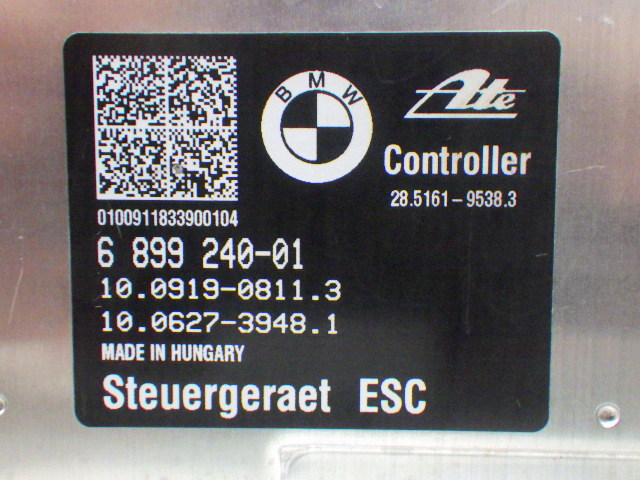 BMW
Ate
Controller
28.5161-9538.3
0100911833900104
6 899 240-01
10.0919-0811.3
10.0627-3948.1
MADE IN HUNGARY
Steuergeraet ESC